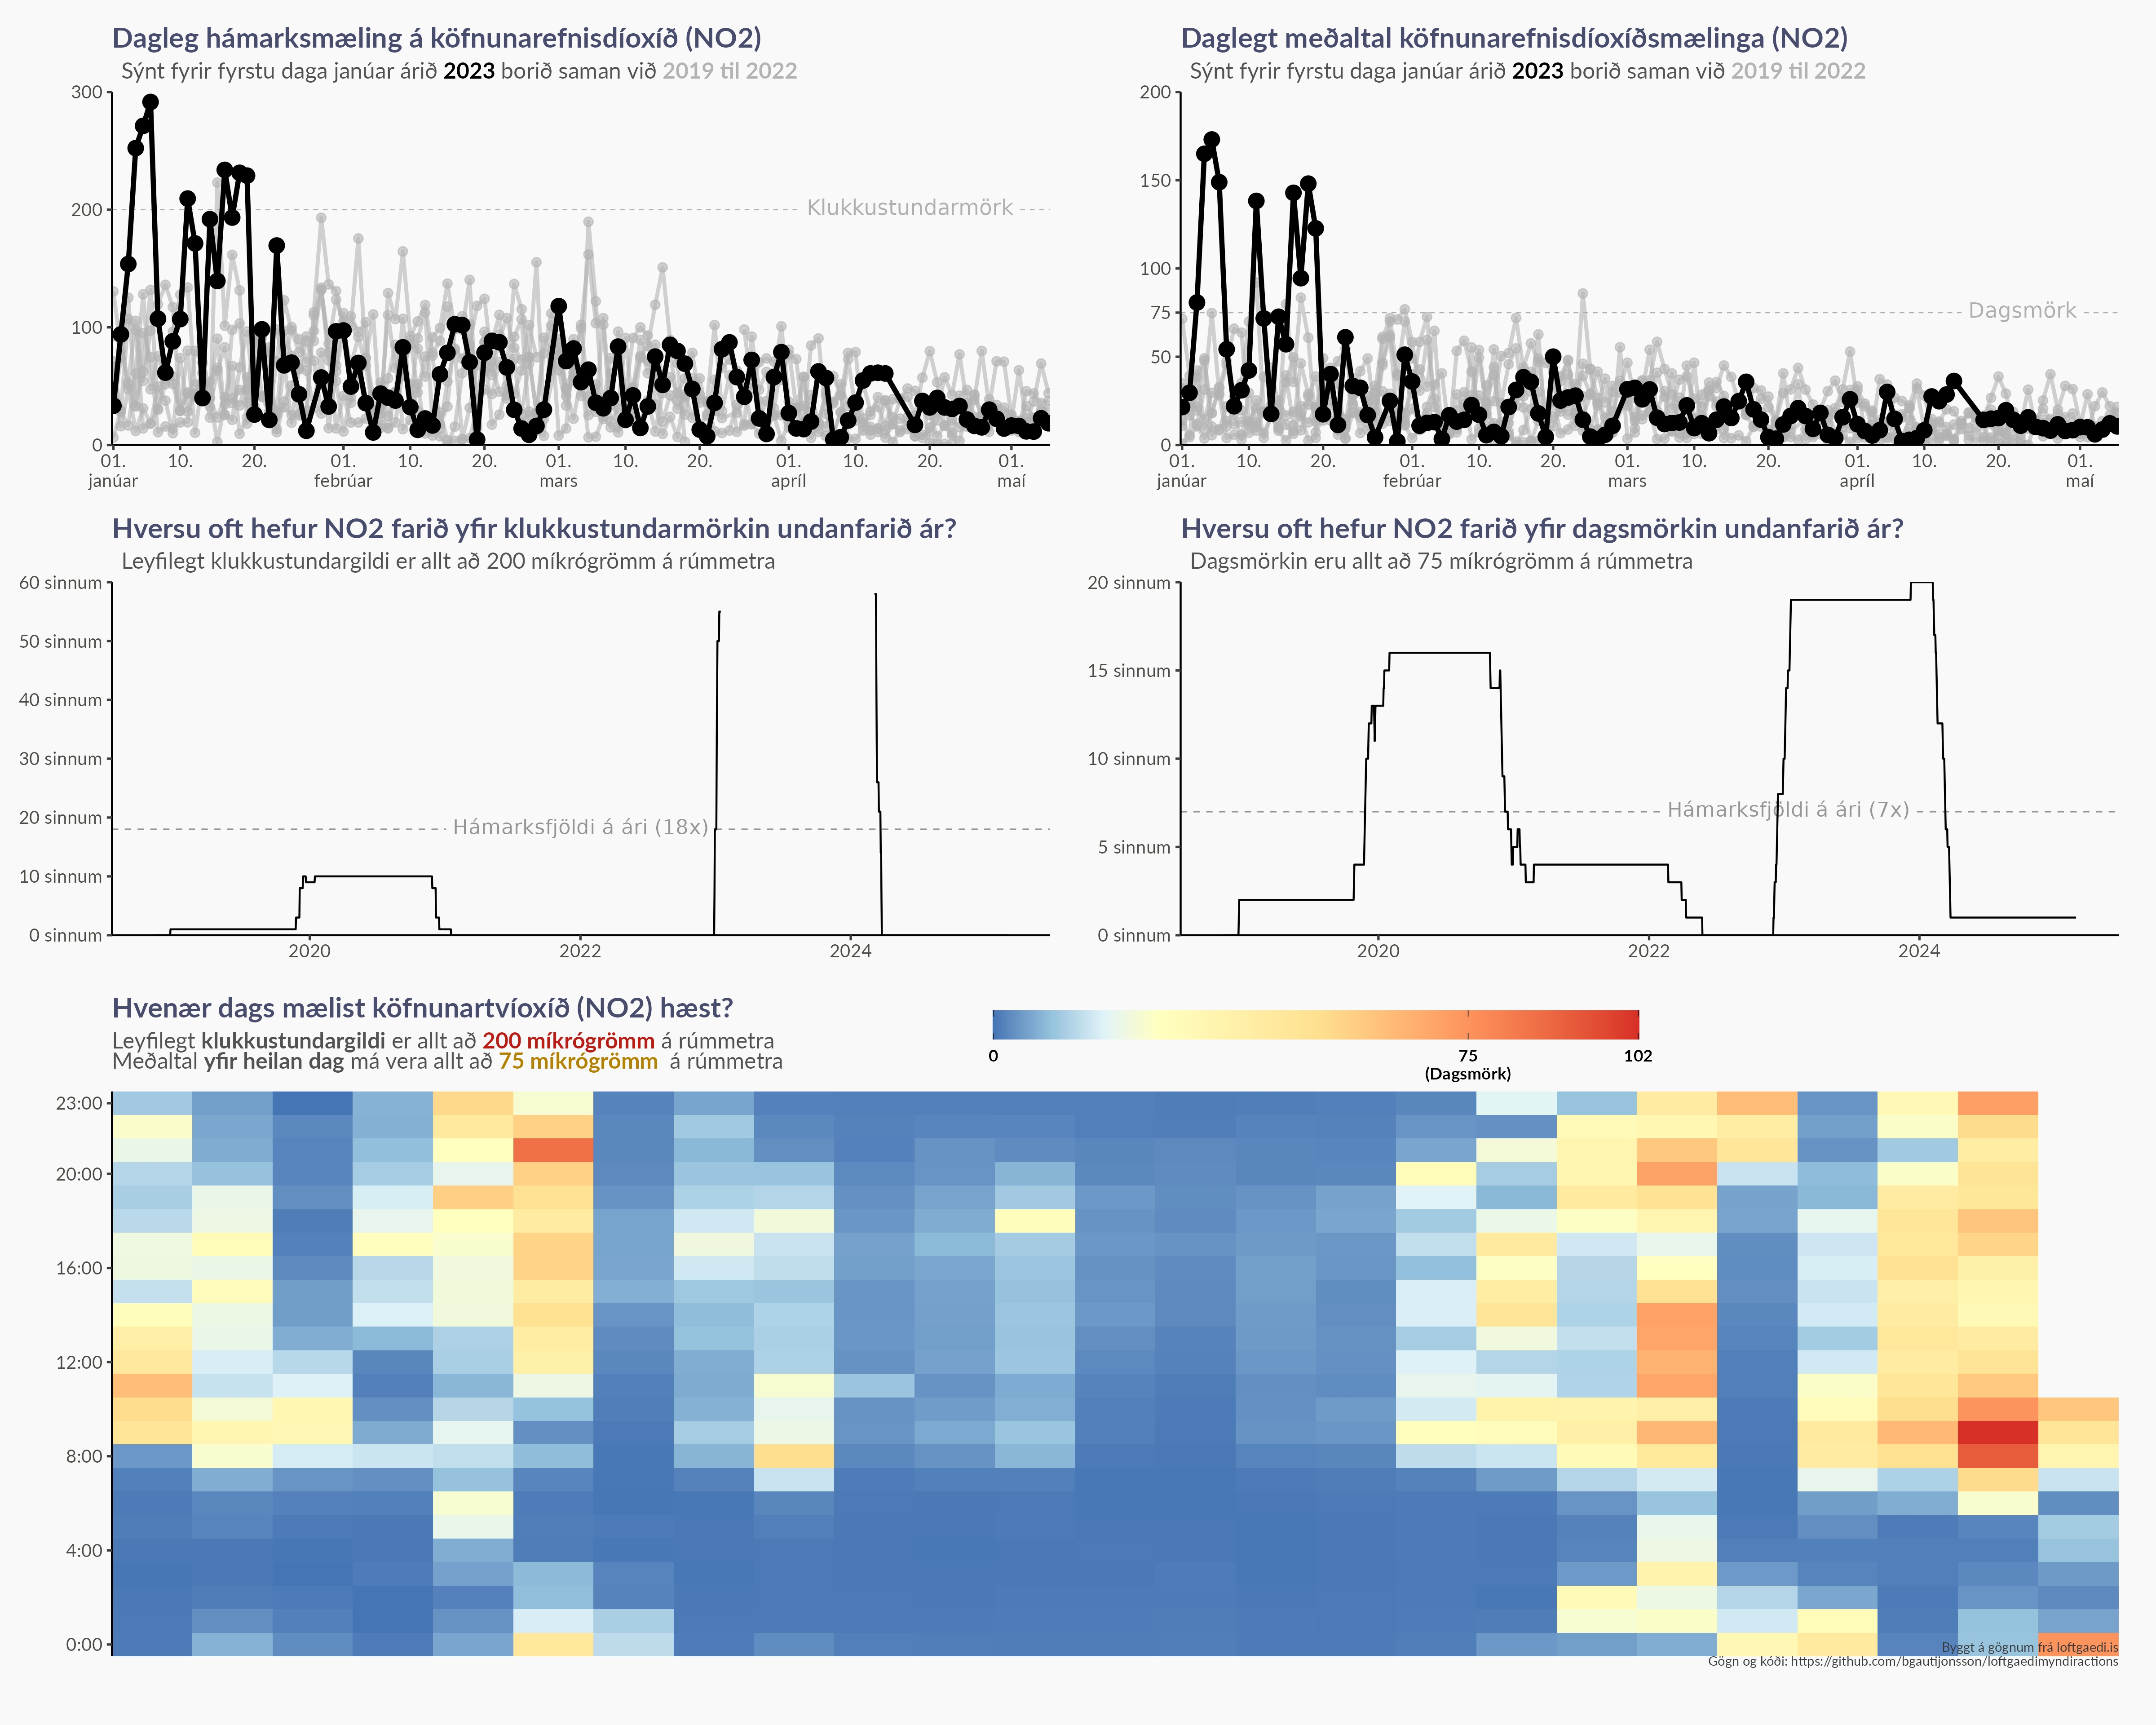 Dagleg hámarksmæling á köfnunarefnisdíoxíð (NO2)
Sýnt fyrir fyrstu daga janúar árið 2023 borið saman við 2019 til 2022
300
200
100
0
Klukkustundarmörk
01. 10. 20. 01. 10. 20. 01. 10. 20. 01. 10. 20. 01.
janúar febrúar mars apríl maí
Daglegt meðaltal köfnunarefnisdíoxíðsmælinga (NO2)
Sýnt fyrir fyrstu daga janúar árið 2023 borið saman við 2019 til 2022
200
150
100
75
50
0
Dagsmörk
01. 10. 20. 01. 10. 20. 01. 10. 20. 01. 10. 20. 01.
janúar febrúar mars apríl maí
Hversu oft hefur NO2 farið yfir klukkustundarmörkin undanfarið ár?
Leyfilegt klukkustundargildi er allt að 200 míkrógrömm á rúmmetra
60 sinnum
50 sinnum
40 sinnum
30 sinnum
20 sinnum
10 sinnum
0 sinnum
Hámarksfjöldi á ári (18x)
2020 2022 2024
Hversu oft hefur NO2 farið yfir dagsmörkin undanfarið ár?
Dagsmörkin eru allt að 75 míkrógrömm á rúmmetra
20 sinnum
15 sinnum
10 sinnum
5 sinnum
0 sinnum
Hámarksfjöldi á ári (7x)
2020 2022 2024
Hvenær dags mælist köfnunartvíoxíð (NO2) hæst?
Leyfilegt klukkustundargildi er allt að 200 míkrógrömm á rúmmetra
Meðaltal yfir heilan dag má vera allt að 75 míkrógrömm á rúmmetra
0 75 102
(Dagsmörk)
23:00
20:00
16:00
12:00
8:00
4:00
0:00
Byggt á gögnum frá loftgaedi.is
Gögn og kóði: https://github.com/bgautijonsson/loftgaedimyndiractions